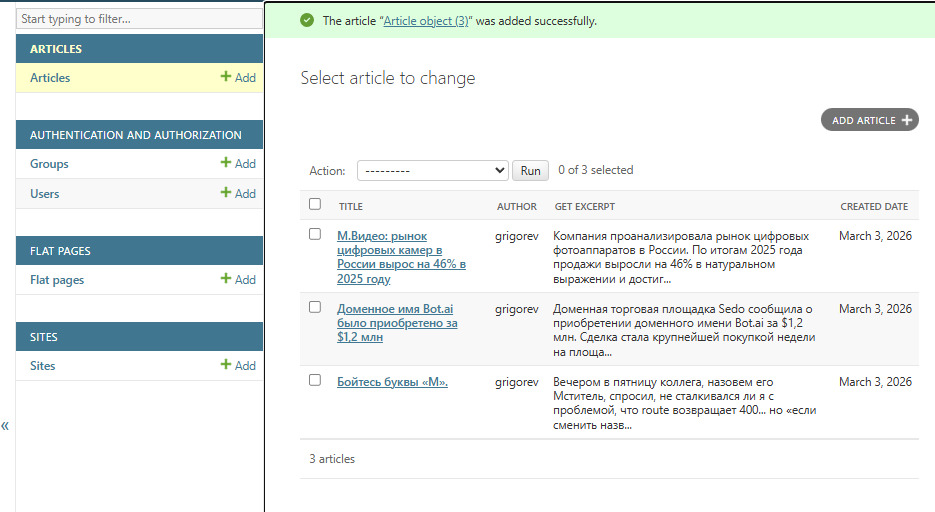 Start typing to filter...
ARTICLES
Articles + Add
AUTHENTICATION AND AUTHORIZATION
Groups + Add
Users + Add
FLAT PAGES
Flat pages + Add
SITES
Sites + Add
«
The article “Article object (3)” was added successfully.
Select article to change
ADD ARTICLE +
Action: --------- Run 0 of 3 selected
TITLE AUTHOR GET EXCERPT CREATED DATE
М.Видео: рынок
цифровых камер в
России вырос на 46% в
2025 году
grigorev
Компания проанализировала рынок цифровых
фотоаппаратов в России. По итогам 2025 года
продажи выросли на 46% в натуральном
выражении и достиг...
March 3, 2026
Доменное имя Bot.ai
было приобретено за
$1,2 млн
grigorev
Доменная торговая площадка Sedo сообщила о
приобретении доменного имени Bot.ai за $1,2
млн. Сделка стала крупнейшей покупкой недели
на площа...
March 3, 2026
Бойтесь буквы «М».
grigorev
Вечером в пятницу коллега, назовем его
Мститель, спросил, не сталкивался ли я с
проблемой, что route возвращает 400... но «если
сменить назв...
March 3, 2026
3 articles